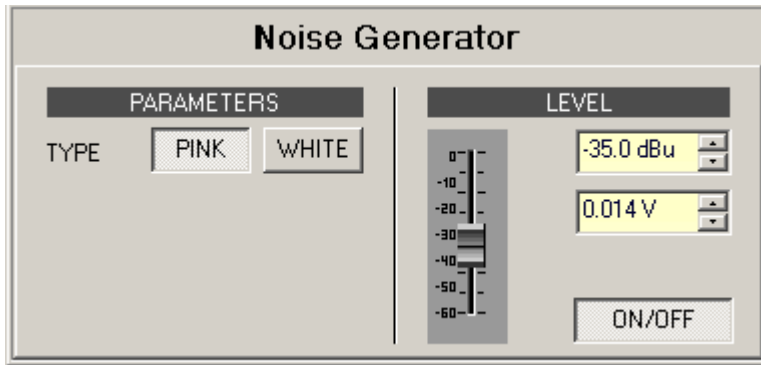 Noise Generator
PARAMETERS
TYPE PINK WHITE
LEVEL
0
-10
-20
-30
-40
-50
-60
-35.0 dBu
0.014 V
ON/OFF